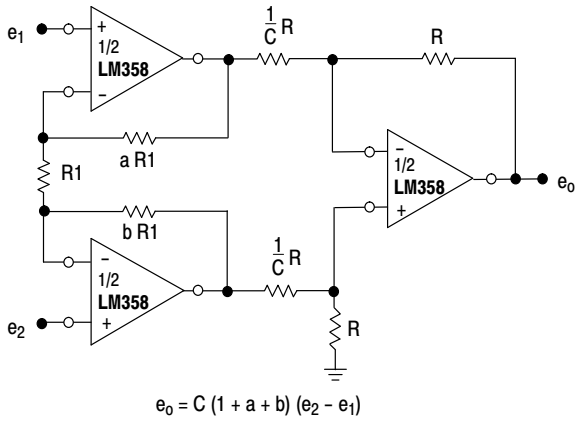 e1
+
1/2
LM358
−
1/C R
R
a R1
R1
b R1
−
1/2
LM358
+
e2
1/C R
−
1/2
LM358
+
eo
R
eo = C (1 + a + b) (e2 − e1)